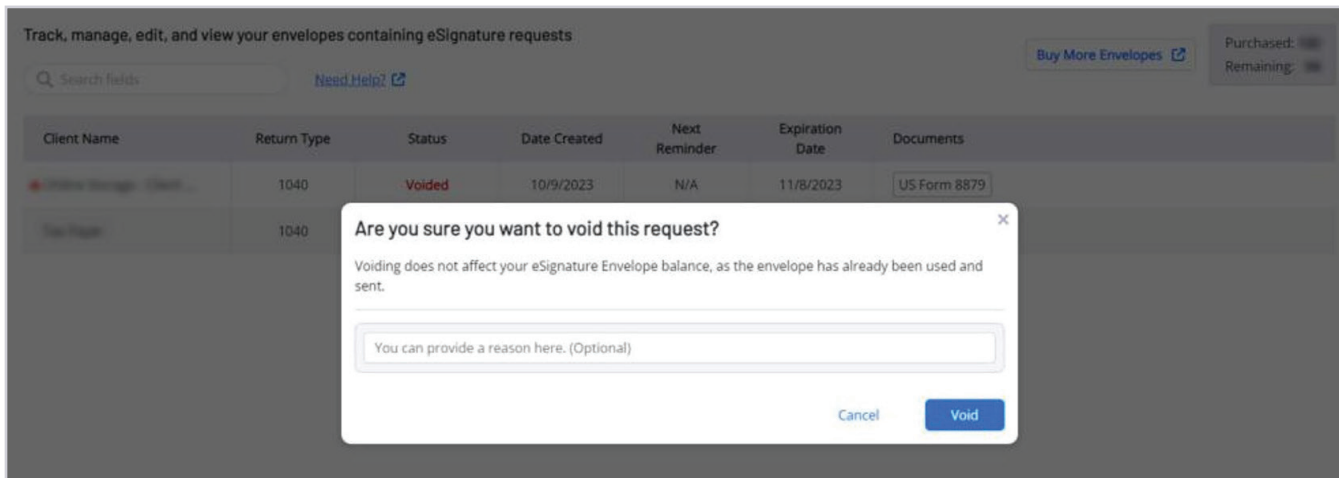 Track, manage, edit, and view your envelopes containing eSignature requests
Search fields
Need Help?
Buy More Envelopes
Purchased:
Remaining:
Client Name
Return Type
Status
Date Created
Next
Reminder
Expiration
Date
Documents
1040
Voided
10/9/2023
N/A
11/8/2023
US Form 8879
1040
Are you sure you want to void this request?
Voiding does not affect your eSignature Envelope balance, as the envelope has already been used and
sent.
You can provide a reason here. (Optional)
Cancel
Void